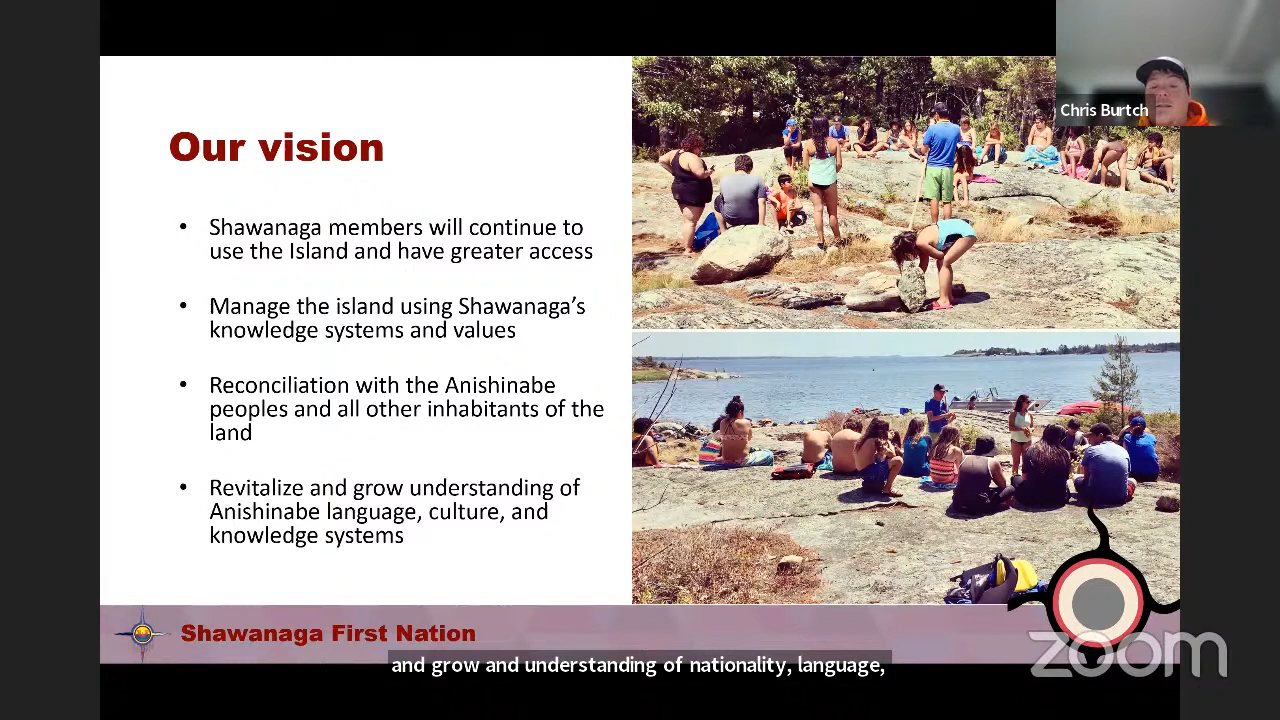 Chris Burtch
Our vision
• Shawanaga members will continue to
use the Island and have greater access
• Manage the island using Shawanaga’s
knowledge systems and values
• Reconciliation with the Anishinabe
peoples and all other inhabitants of the
land
• Revitalize and grow understanding of
Anishinabe language, culture, and
knowledge systems
Shawanaga First Nation
and grow and understanding of nationality, language,
zoom